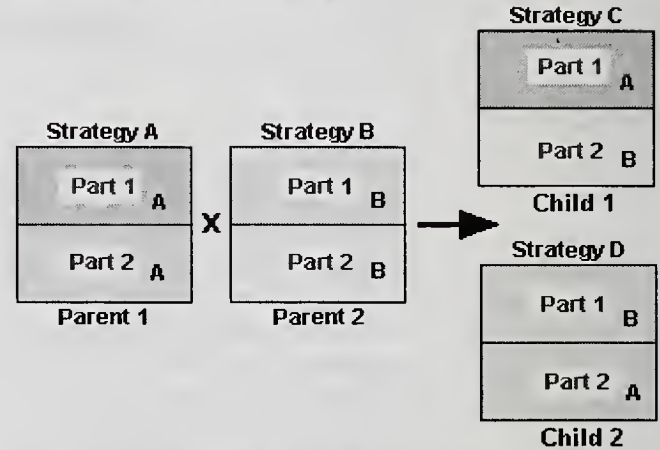 Strategy A
Part 1 A
Part 2 A
Parent 1
X
Strategy B
Part 1 B
Part 2 B
Parent 2
Strategy C
Part 1 A
Part 2 B
Child 1
Strategy D
Part 1 B
Part 2 A
Child 2